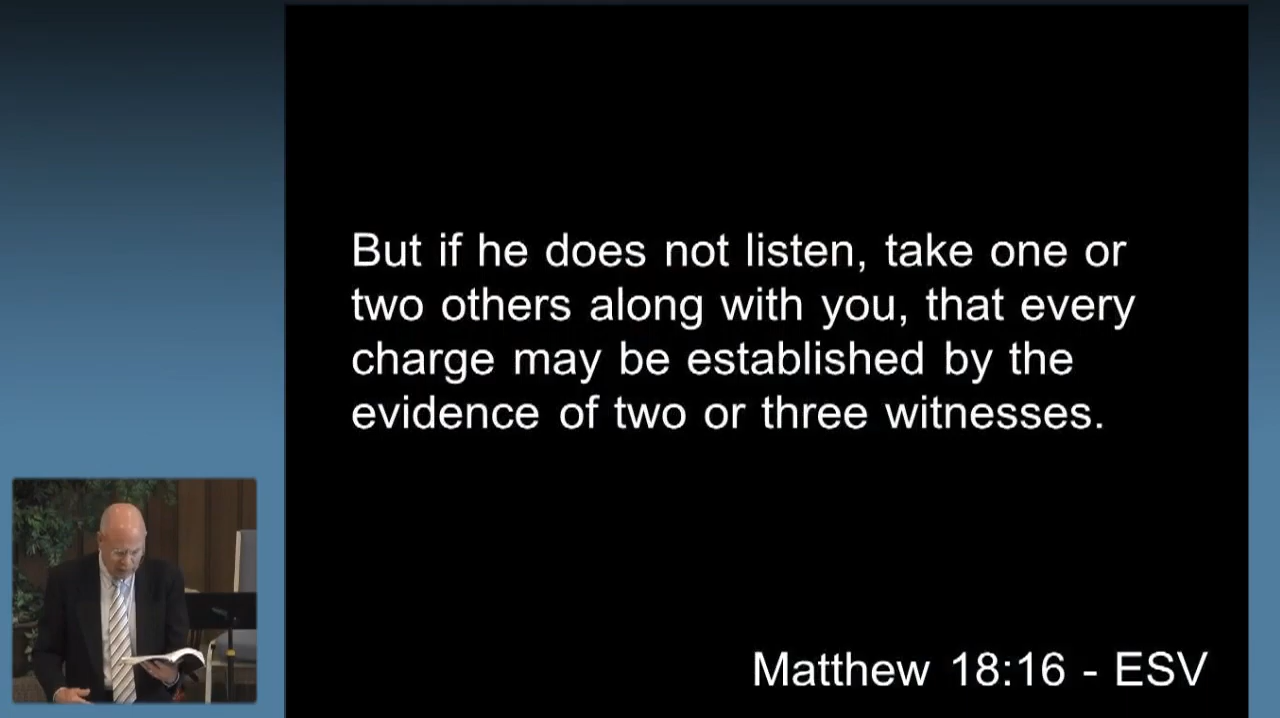 But if he does not listen, take one or
two others along with you, that every
charge may be established by the
evidence of two or three witnesses.
Matthew 18:16 - ESV